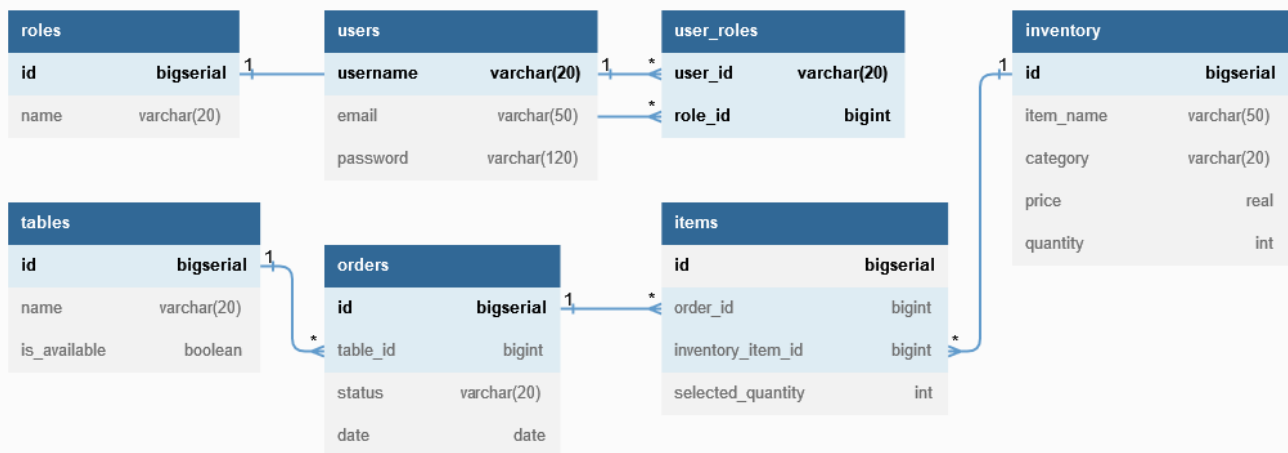 roles
id bigserial
name varchar(20)
users
username varchar(20)
email varchar(50)
password varchar(120)
user_roles
user_id varchar(20)
role_id bigint
inventory
id bigserial
item_name varchar(50)
category varchar(20)
price real
quantity int
tables
id bigserial
name varchar(20)
is_available boolean
orders
id bigserial
table_id bigint
status varchar(20)
date date
items
id bigserial
order_id bigint
inventory_item_id bigint
selected_quantity int
1
1
*
*
1
1
*
1
*
*